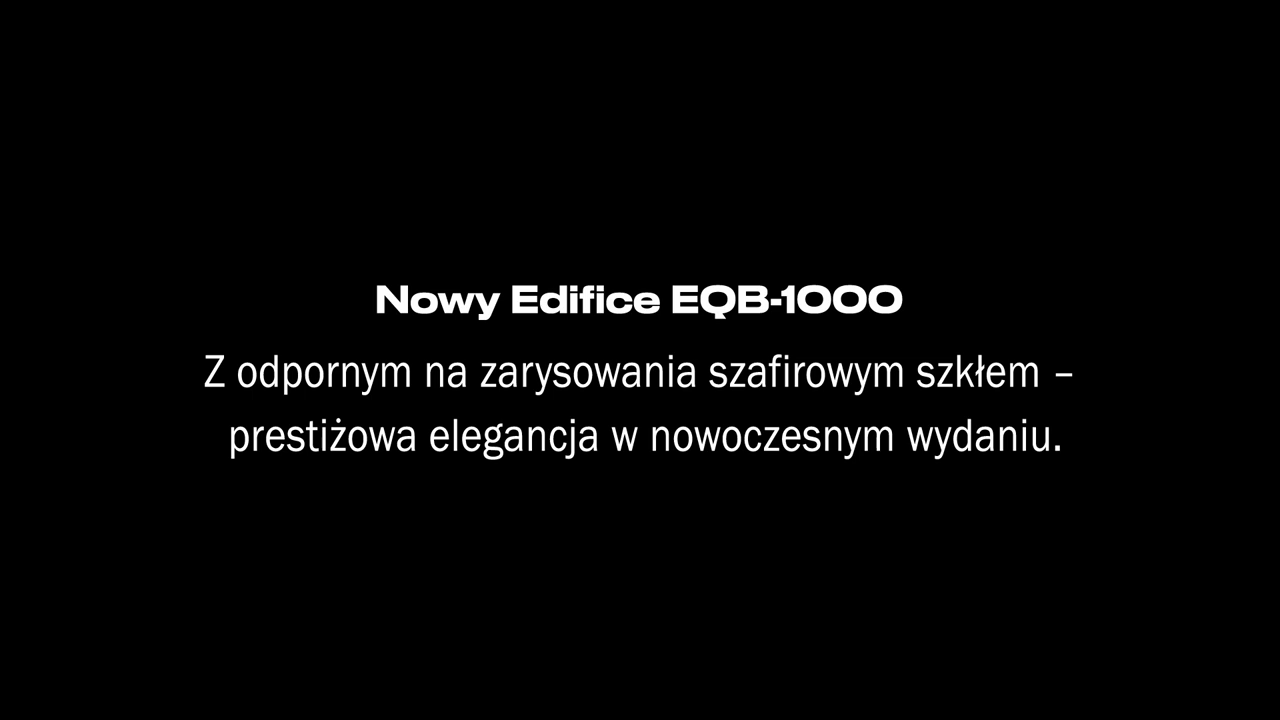 Nowy Edifice EQB-1000
Z odpornym na zarysowania szafirowym szkłem –
prestiżowa elegancja w nowoczesnym wydaniu.